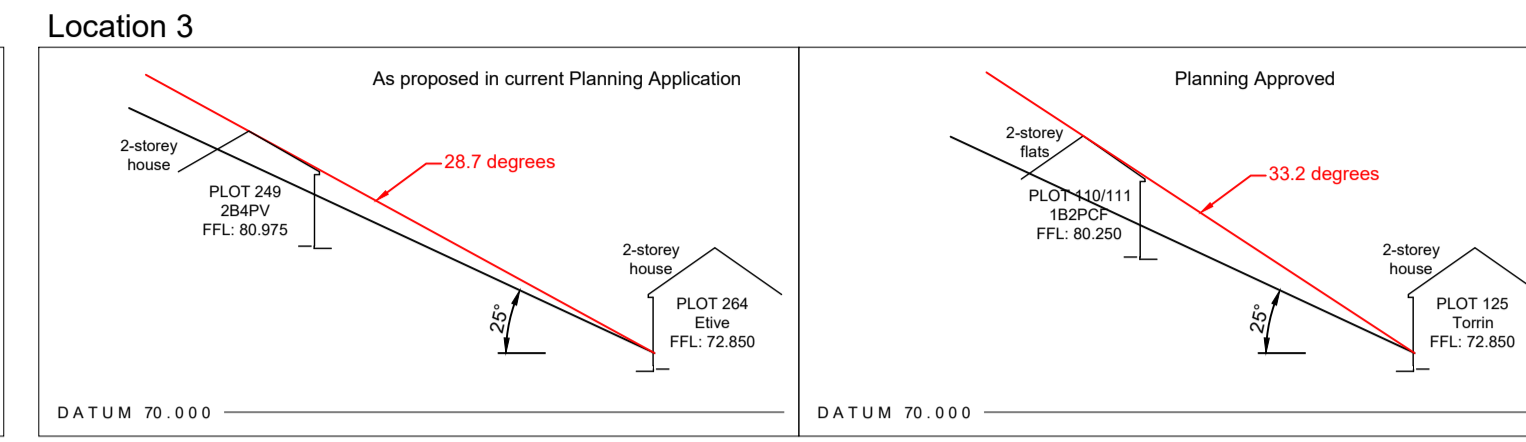 Location 3
As proposed in current Planning Application
2-storey
house
28.7 degrees
PLOT 249
2B4PV
FFL: 80.975
2-storey
house
PLOT 264
Etive
FFL: 72.850
25°
DATUM 70.000
Planning Approved
2-storey
flats
33.2 degrees
PLOT 110/111
1B2PCF
FFL: 80.250
2-storey
house
PLOT 125
Torrin
FFL: 72.850
25°
DATUM 70.000